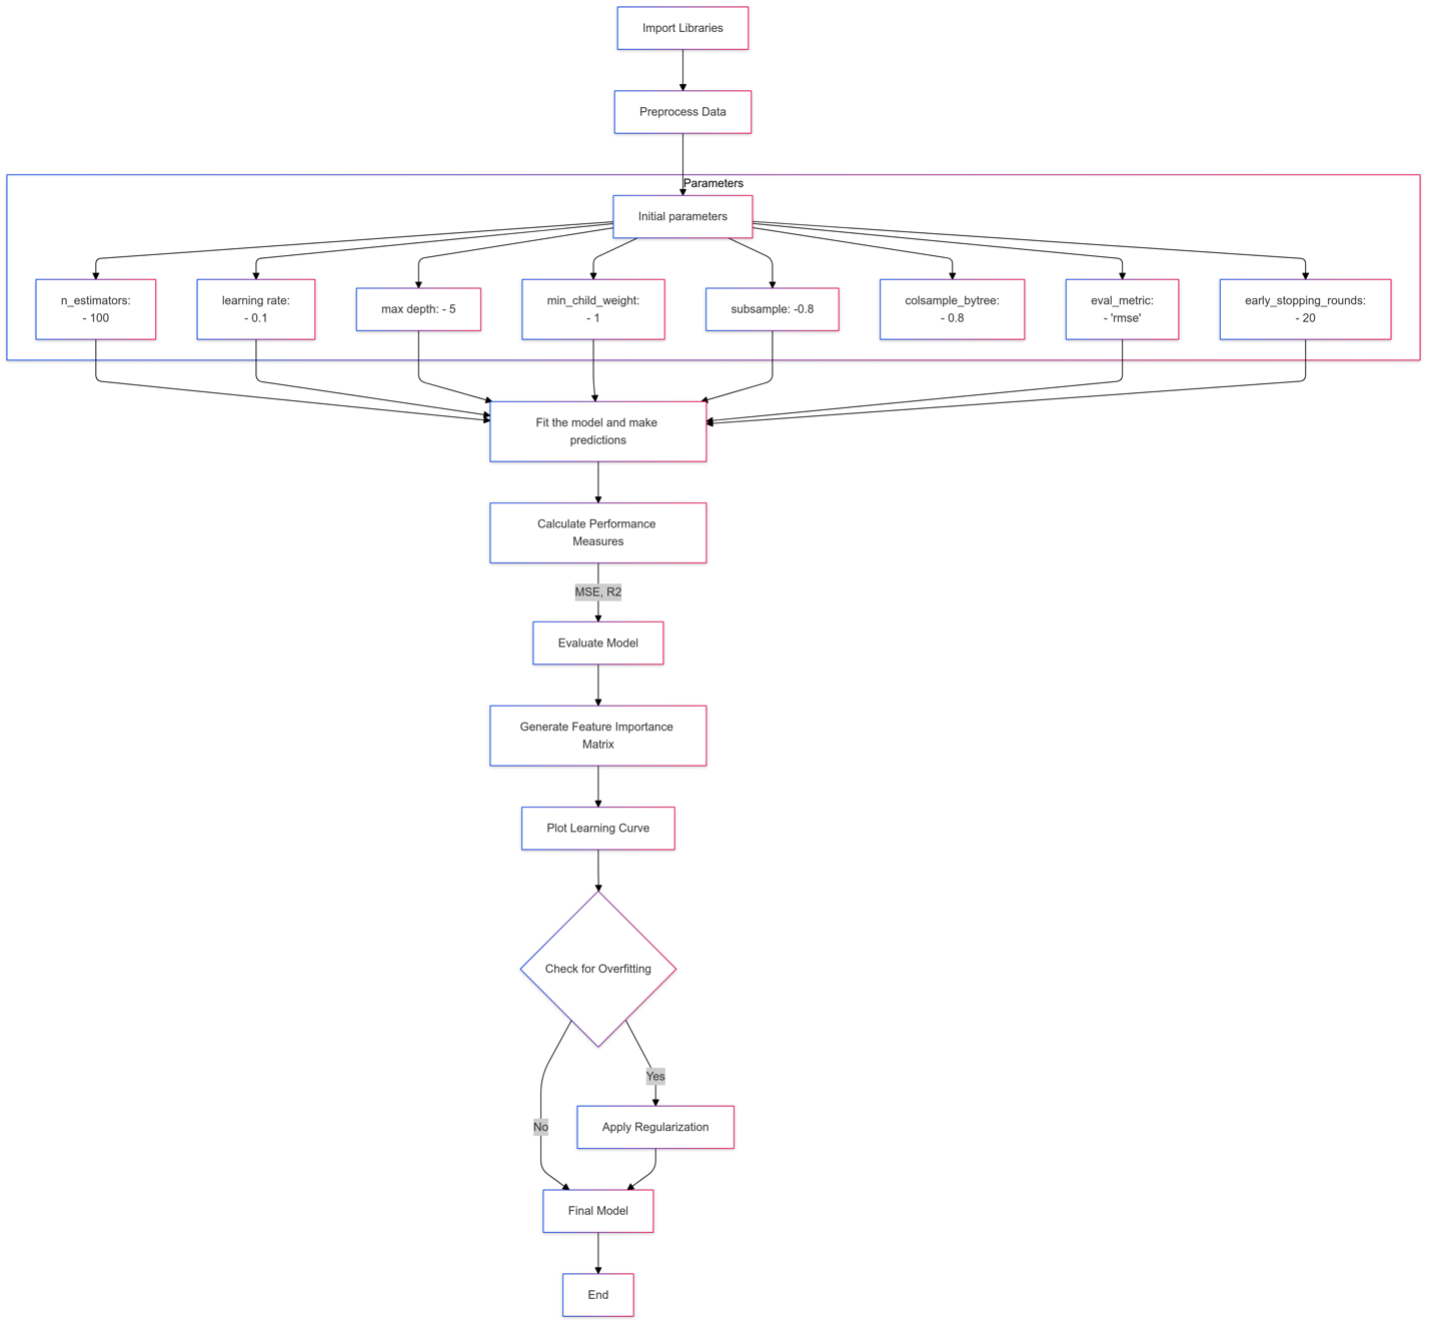 Import Libraries
Preprocess Data
Parameters
Initial parameters
n_estimators:
- 100
learning rate:
- 0.1
max depth: - 5
min_child_weight:
- 1
subsample: -0.8
colsample_bytree:
- 0.8
eval_metric:
- 'rmse'
early_stopping_rounds:
- 20
Fit the model and make
predictions
Calculate Performance
Measures
MSE, R2
Evaluate Model
Generate Feature Importance
Matrix
Plot Learning Curve
Check for Overfitting
Yes
No
Apply Regularization
Final Model
End